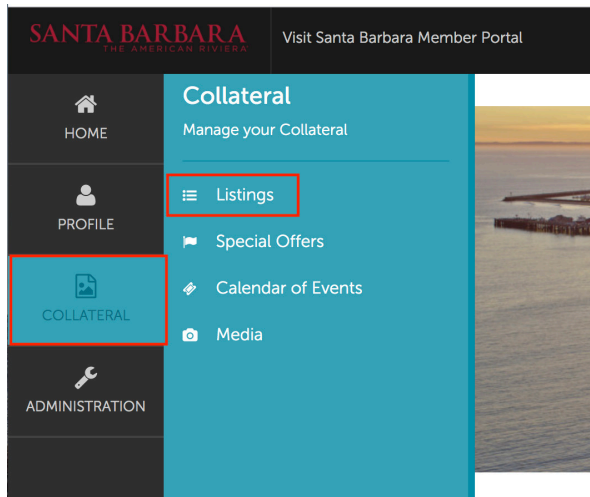 SANTA BARBARA
THE AMERICAN RIVIERA
Visit Santa Barbara Member Portal
HOME
PROFILE
COLLATERAL
ADMINISTRATION
Collateral
Manage your Collateral
Listings
Special Offers
Calendar of Events
Media